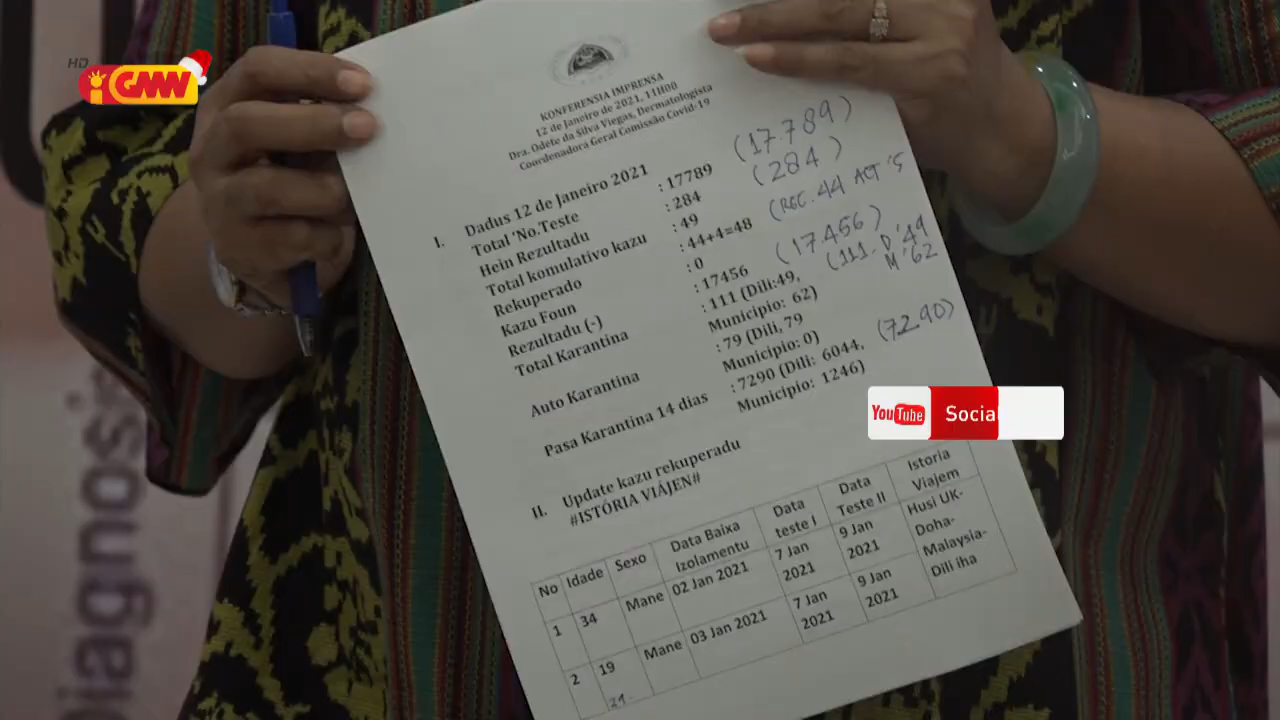 HD
GMN
KONFERENSIA IMPRENSA
12 de Janeiro de 2021, 11H00
Dra. Odete da Silva Viegas, Dermatologista
Coordenadora Geral Comissão Covid-19
I. Dadus 12 de Janeiro 2021
Total 'No.Teste : 17789 (17.789)
Hein Rezultadu : 284 (284)
Total komulativo kazu : 49 (REC. 44 ACT '5
Rekuperado : 44+4=48
Kazu Foun : 0
Rezultadu (-) : 17456 (17.456)
Total Karantina : 111 (Dili:49, (111. D '49
Municipio: 62) M '62
Auto Karantina : 79 (Dili, 79
Municipio: 0)
Pasa Karantina 14 dias : 7290 (Dili: 6044, (7290)
Municipio: 1246)
II. Update kazu rekuperadu
#ISTÓRIA VIÁJEN#
No Idade Sexo Data Baixa Izolamentu Data teste I Data Teste II Istoria Viajem
1 34 Mane 02 Jan 2021 7 Jan 2021 9 Jan 2021 Husi UK-
Doha-
Malaysia-
Dili iha
2 19 Mane 03 Jan 2021 7 Jan 2021 9 Jan 2021
YouTube Socia
Diagnosi